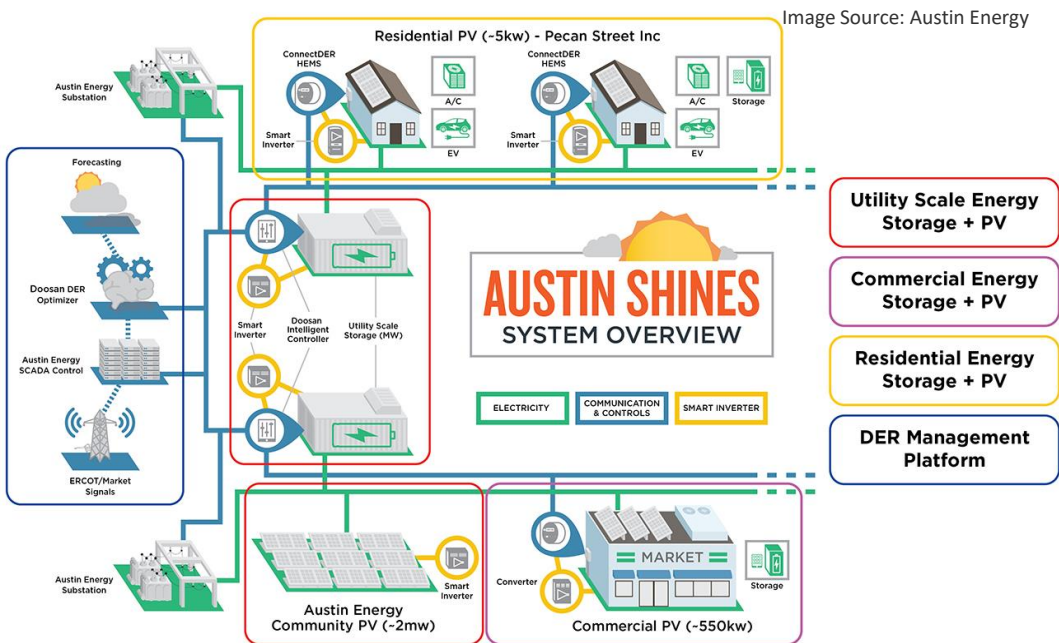 Image Source: Austin Energy
Residential PV (~5kw) - Pecan Street Inc
ConnectDER
HEMS
A/C
EV
Smart
Inverter
ConnectDER
HEMS
A/C
Storage
EV
Smart
Inverter
Austin Energy
Substation
Forecasting
Doosan DER
Optimizer
Austin Energy
SCADA Control
ERCOT/Market
Signals
Smart
Inverter
Doosan
Intelligent
Controller
Utility Scale
Storage (MW)
AUSTIN SHINES
SYSTEM OVERVIEW
ELECTRICITY
COMMUNICATION
& CONTROLS
SMART INVERTER
Utility Scale Energy
Storage + PV
Commercial Energy
Storage + PV
Residential Energy
Storage + PV
DER Management
Platform
Austin Energy
Substation
Smart
Inverter
Austin Energy
Community PV (~2mw)
Converter
MARKET
Storage
Commercial PV (~550kw)